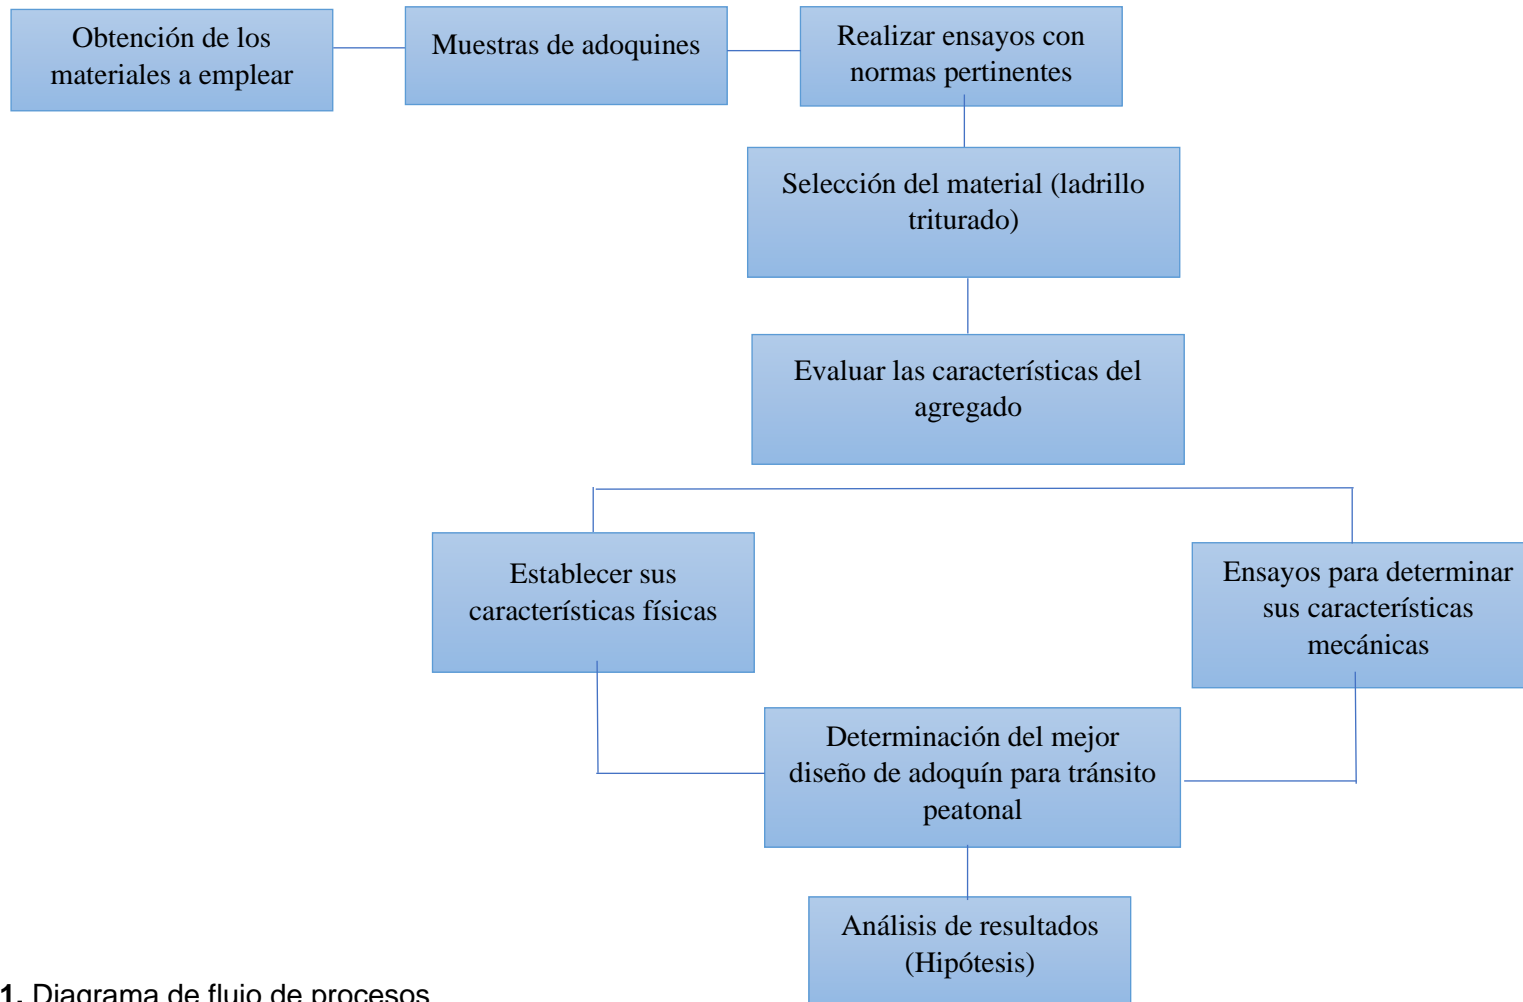 Obtención de los
materiales a emplear
Muestras de adoquines
Realizar ensayos con
normas pertinentes
Selección del material (ladrillo
triturado)
Evaluar las características del
agregado
Establecer sus
características físicas
Ensayos para determinar
sus características
mecánicas
Determinación del mejor
diseño de adoquín para tránsito
peatonal
Análisis de resultados
(Hipótesis)
1. Diagrama de flujo de procesos